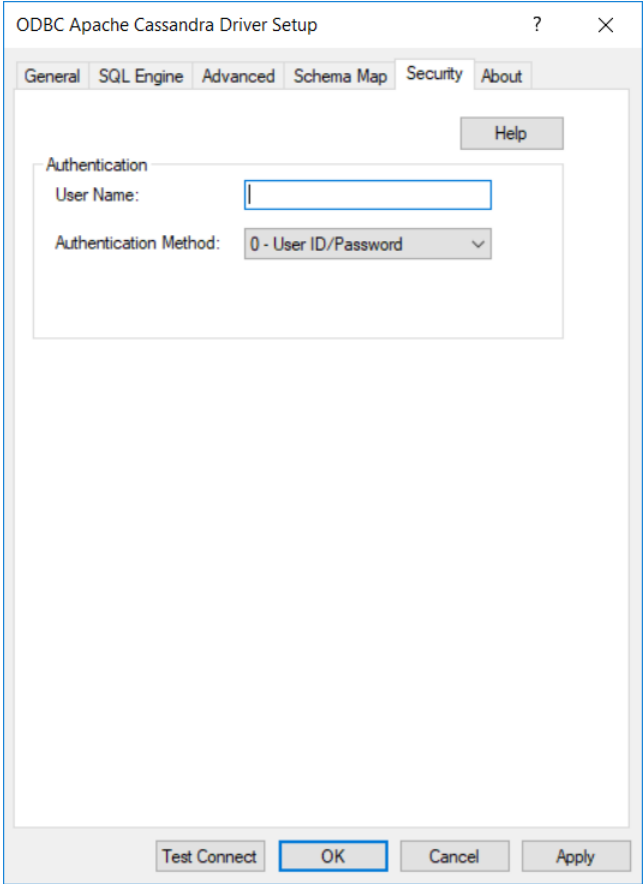 ODBC Apache Cassandra Driver Setup ?
General SQL Engine Advanced Schema Map Security About
Help
Authentication
User Name:
Authentication Method: 0 - User ID/Password
Test Connect OK Cancel Apply